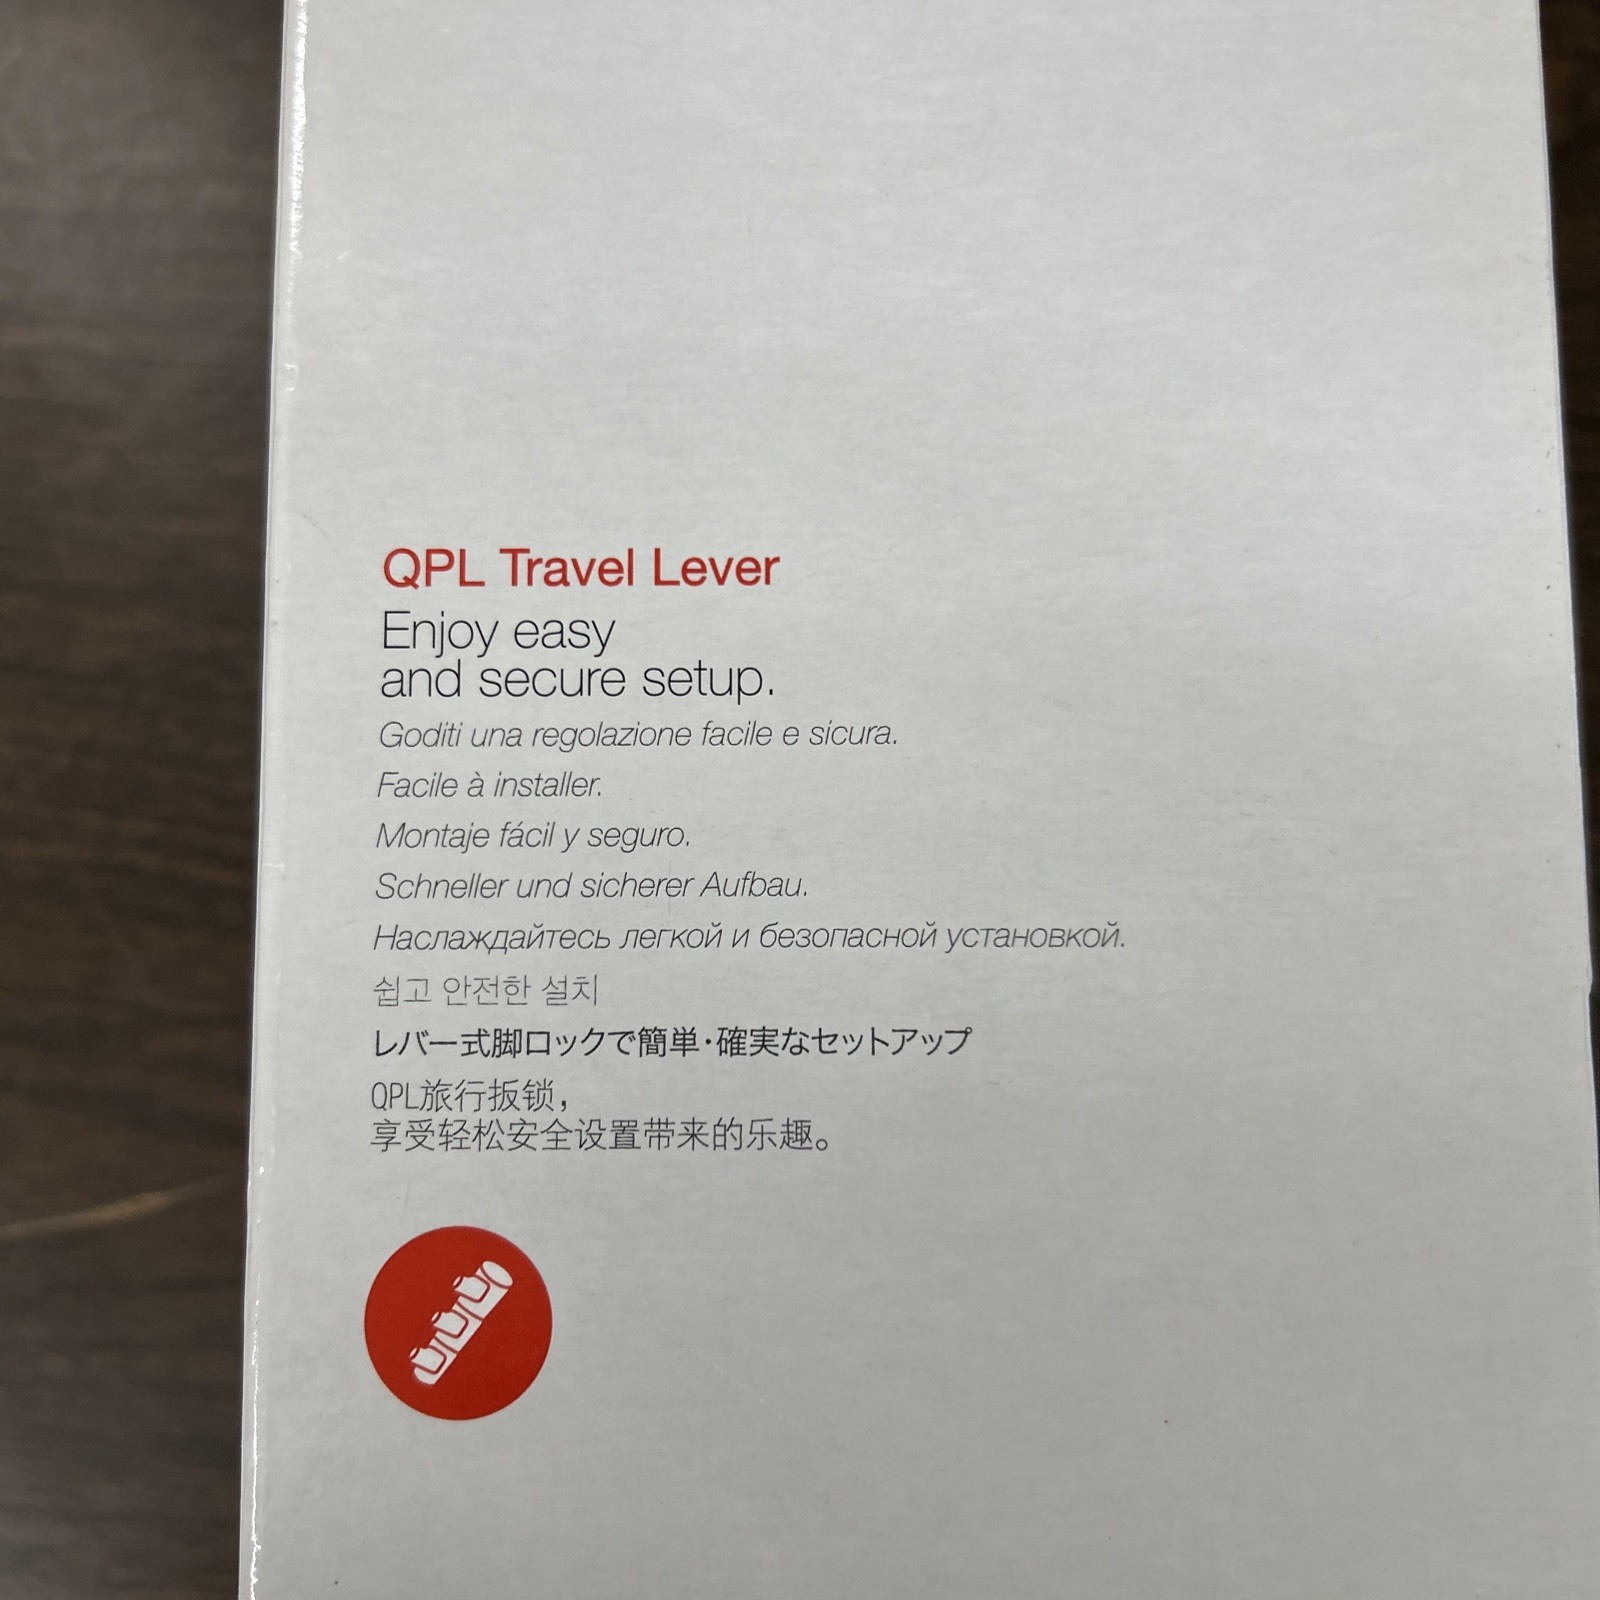 QPL Travel Lever
Enjoy easy
and secure setup.
Goditi una regolazione facile e sicura.
Facile à installer.
Montaje fácil y seguro.
Schneller und sicherer Aufbau.
Наслаждайтесь легкой и безопасной установкой.
쉽고 안전한 설치
レバー式脚ロックで簡単・確実なセットアップ
QPL旅行扳锁，
享受轻松安全设置带来的乐趣。